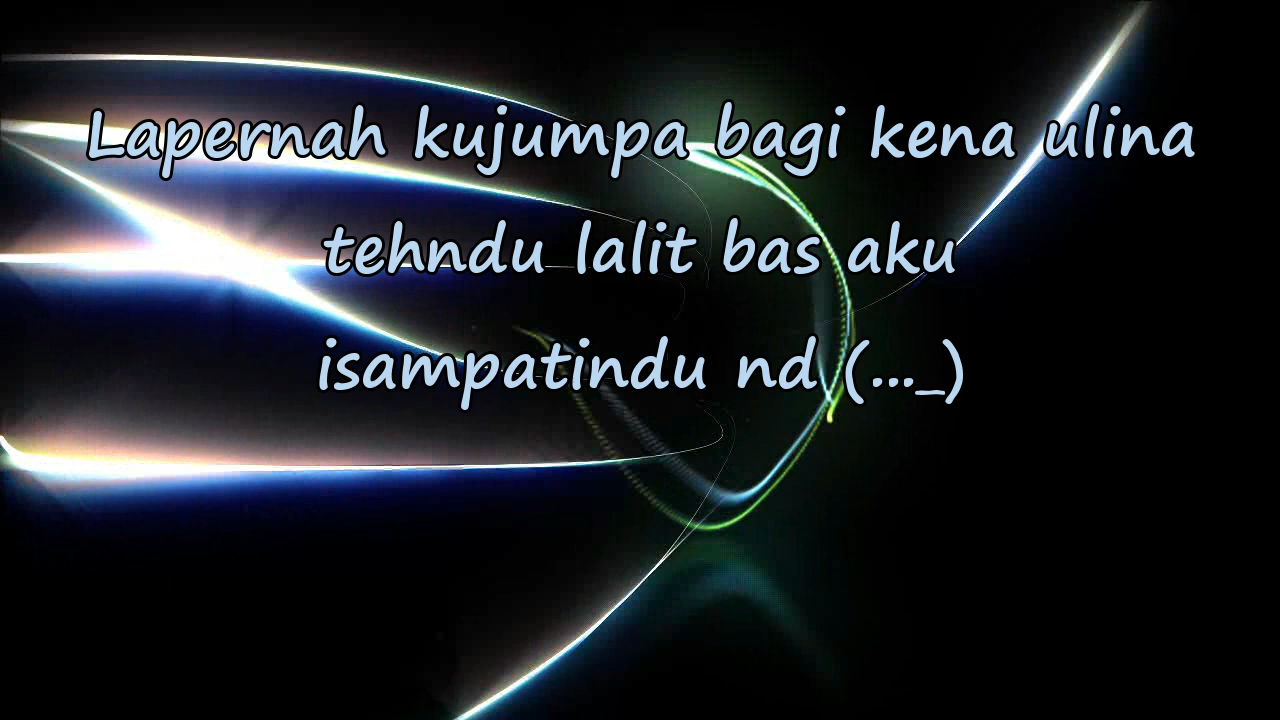 Lapernah kujumpa bagi kena ulina
tehndu lalit bas aku
isampatindu nd (..._)